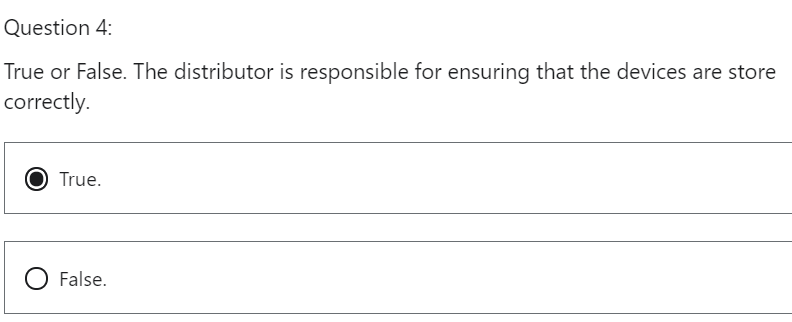 Question 4:
True or False. The distributor is responsible for ensuring that the devices are store
correctly.
True.
False.